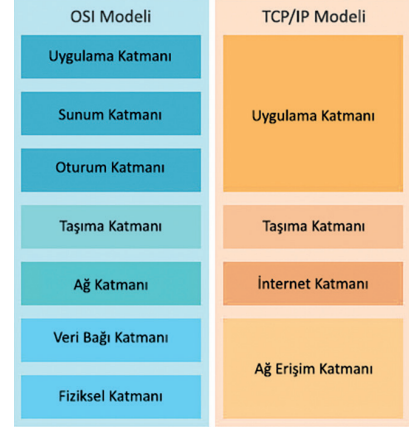 OSI Modeli
Uygulama Katmanı
Sunum Katmanı
Oturum Katmanı
Taşıma Katmanı
Ağ Katmanı
Veri Bağı Katmanı
Fiziksel Katmanı
TCP/IP Modeli
Uygulama Katmanı
Taşıma Katmanı
İnternet Katmanı
Ağ Erişim Katmanı